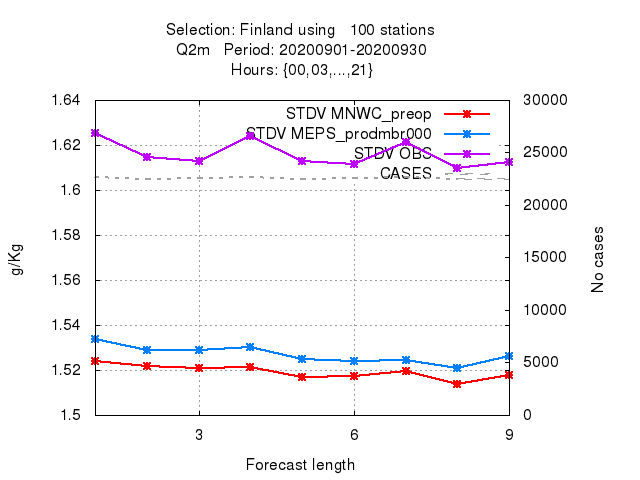 Selection: Finland using   100 stations
Q2m   Period: 20200901-20200930
Hours: {00,03,...,21}
1.64
1.62
1.6
1.58
1.56
1.54
1.52
1.5
30000
25000
20000
15000
10000
5000
0
STDV MNWC_preop
STDV MEPS_prodmbr000
STDV OBS
CASES
g/Kg
No cases
3
6
9
Forecast length